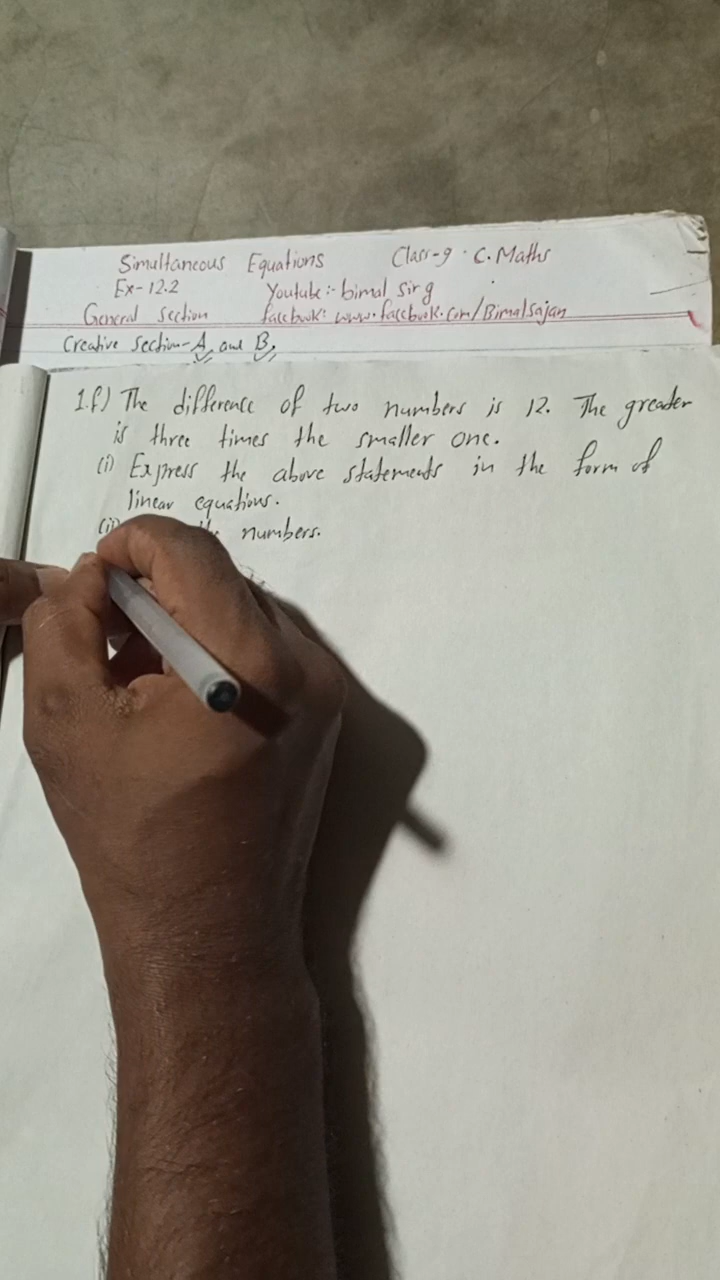 Simultaneous Equations Class-9 C. Maths
Ex-12.2 Youtube:- bimal sir g
General section facebook: www.facebook.com/Bimalsajan
Creative section-A, and B,
1.f) The difference of two numbers is 12. The greater
is three times the smaller one.
(i) Express the above statements in the form of
linear equations.
(ii) numbers.